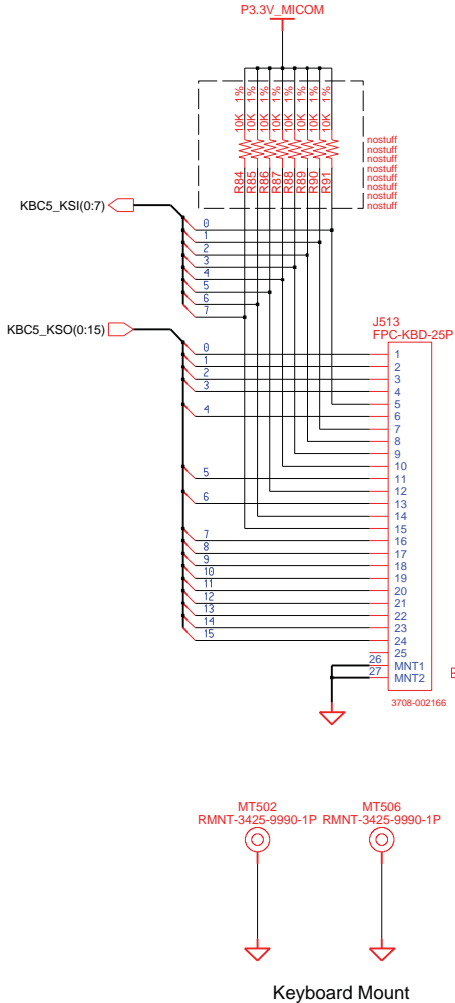 P3.3V_MICOM
10K 1%
10K 1%
10K 1%
10K 1%
10K 1%
10K 1%
10K 1%
10K 1%
nostuff
nostuff
nostuff
nostuff
nostuff
nostuff
nostuff
nostuff
R84
R85
R86
R87
R88
R89
R90
R91
KBC5_KSI(0:7)
0
1
2
3
4
5
6
7
KBC5_KSO(0:15)
J513
FPC-KBD-25P
0
1
2
3
4
5
6
7
8
9
10
11
12
13
14
15
1
2
3
4
5
6
7
8
9
10
11
12
13
14
15
16
17
18
19
20
21
22
23
24
25
26 MNT1
27 MNT2
3708-002166
MT502
RMNT-3425-9990-1P
MT506
RMNT-3425-9990-1P
Keyboard Mount